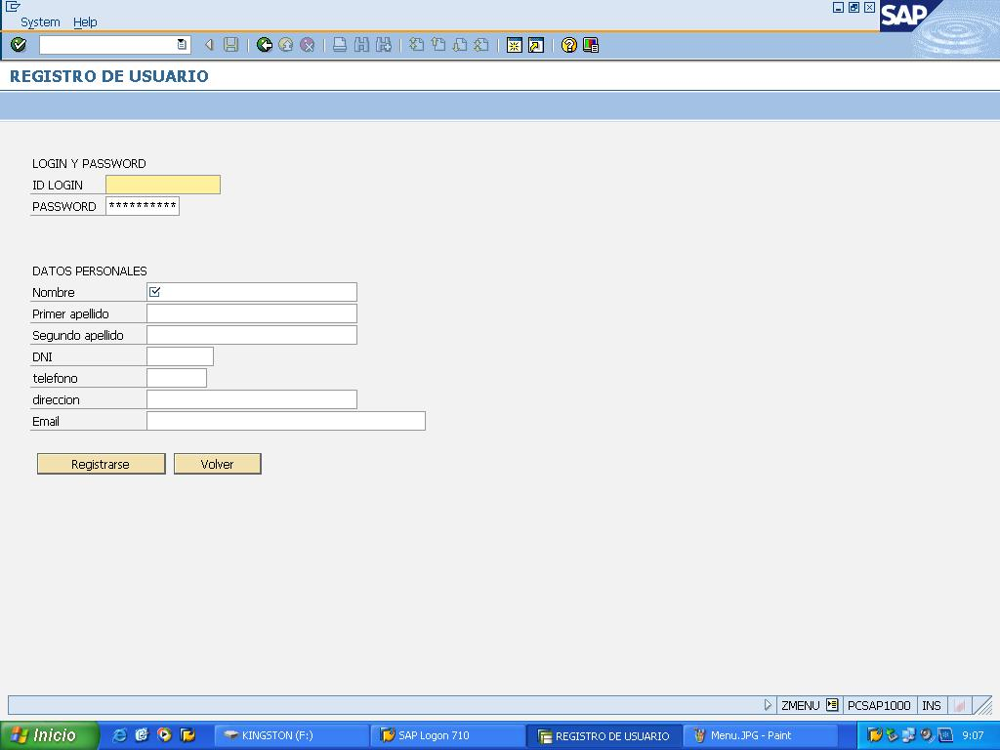 System Help
SAP
REGISTRO DE USUARIO
LOGIN Y PASSWORD
ID LOGIN
PASSWORD **********
DATOS PERSONALES
Nombre
Primer apellido
Segundo apellido
DNI
telefono
direccion
Email
Registrarse Volver
ZMENU PCSAP1000 INS
Inicio KINGSTON (F:) SAP Logon 710 REGISTRO DE USUARIO Menu.JPG - Paint 9:07